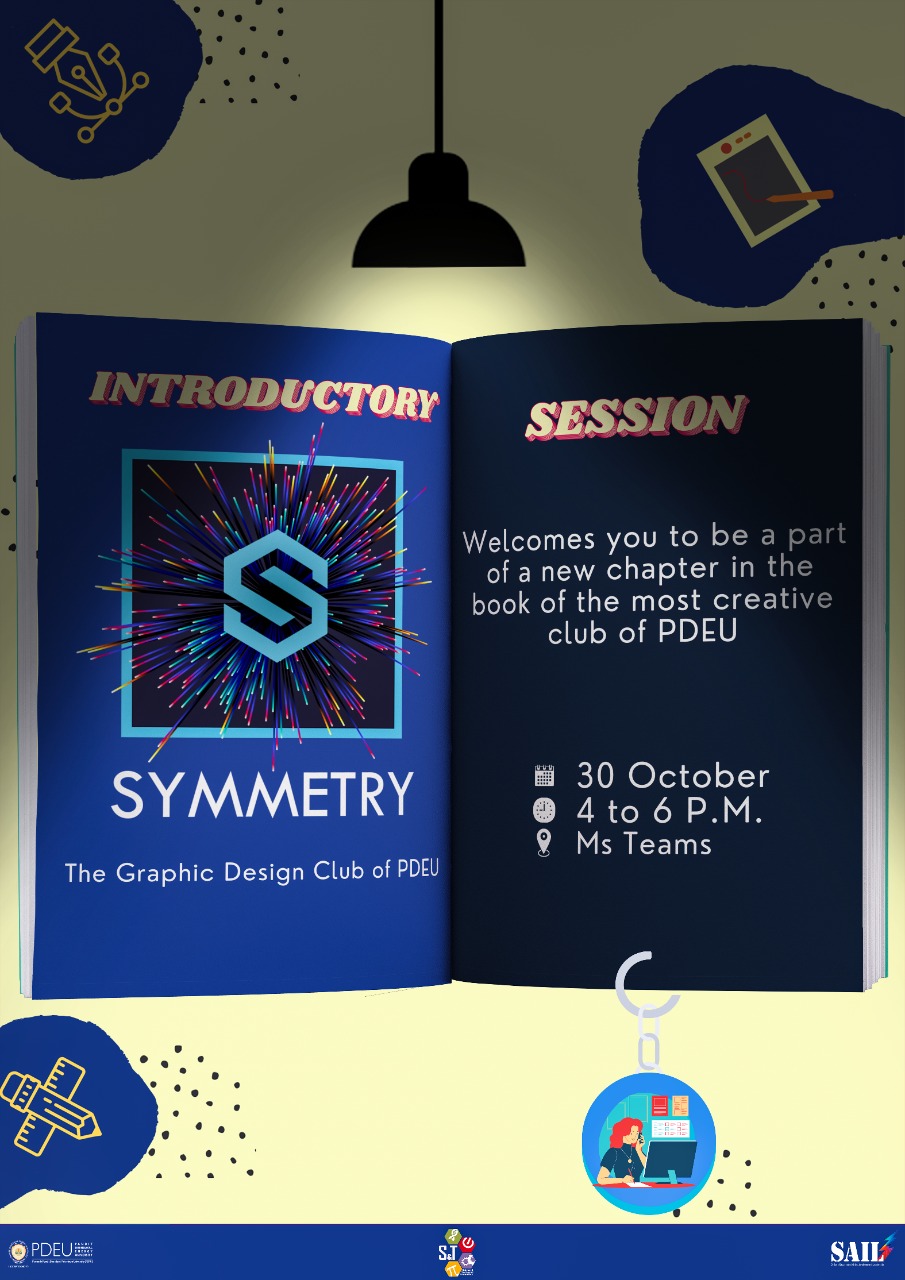 INTRODUCTORY
SYMMETRY
The Graphic Design Club of PDEU
SESSION
Welcomes you to be a part
of a new chapter in the
book of the most creative
club of PDEU
30 October
4 to 6 P.M.
Ms Teams
PDEU
SJ
SAIL